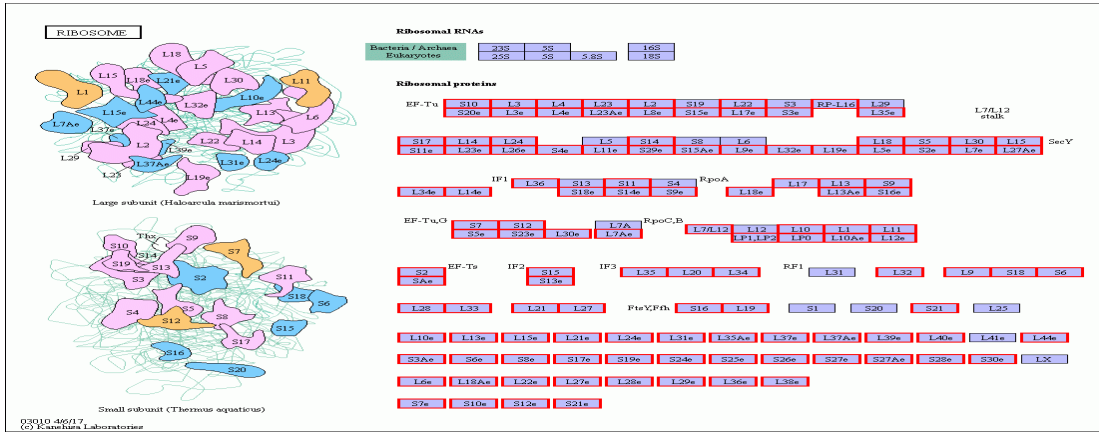 RIBOSOME
L18
L5
L15
L18e
L21e
L30
L11
L1
L10e
L44e
L32e
L15e
L6
L13
L7Ae
L24
L4e
L37e
L2
L22
L14
L3
L39e
L29
L37Ae
L31e
L24e
L23
L19e
Large subunit (Haloarcula marismortui)
Thx
S9
S10
S14
S7
S19
S13
S3
S2
S11
S18
S6
S4
S5
S12
S8
S15
S17
S16
S20
Small subunit (Thermus aquaticus)
03010 4/6/17
(c) Kanehisa Laboratories
Ribosomal RNAs
Bacteria / Archaea 23S 5S 16S
Eukaryotes 25S 5S 5.8S 18S
Ribosomal proteins
EF-Tu S10 L3 L4 L23 L2 S19 L22 S3 RP-L16 L29
S20e L3e L4e L23Ae L8e S15e L17e S3e L35e
L7/L12
stalk
S17 L14 L24 L5 S14 S8 L6 L18 S5 L30 L15 SecY
S11e L23e L26e S4e L11e S29e S15Ae L9e L32e L19e L5e S2e L7e L27Ae
IF1 L36 S13 S11 S4 RpoA L17 L13 S9
L34e L14e S18e S14e S9e L18e L13Ae S16e
EF-Tu,G S7 S12 L7A RpoC,B L7/L12 L12 L10 L1 L11
S5e S23e L30e L7Ae LP1,LP2 LP0 L10Ae L12e
S2 EF-Ts IF2 S15 IF3 L35 L20 L34 RF1 L31 L32 L9 S18 S6
SAe S13e
L28 L33 L21 L27 FtsY,Ffh S16 L19 S1 S20 S21 L25
L10e L13e L15e L21e L24e L31e L35Ae L37e L37Ae L39e L40e L41e L44e
S3Ae S6e S8e S17e S19e S24e S25e S26e S27e S27Ae S28e S30e LX
L6e L18Ae L22e L27e L28e L29e L36e L38e
S7e S10e S12e S21e